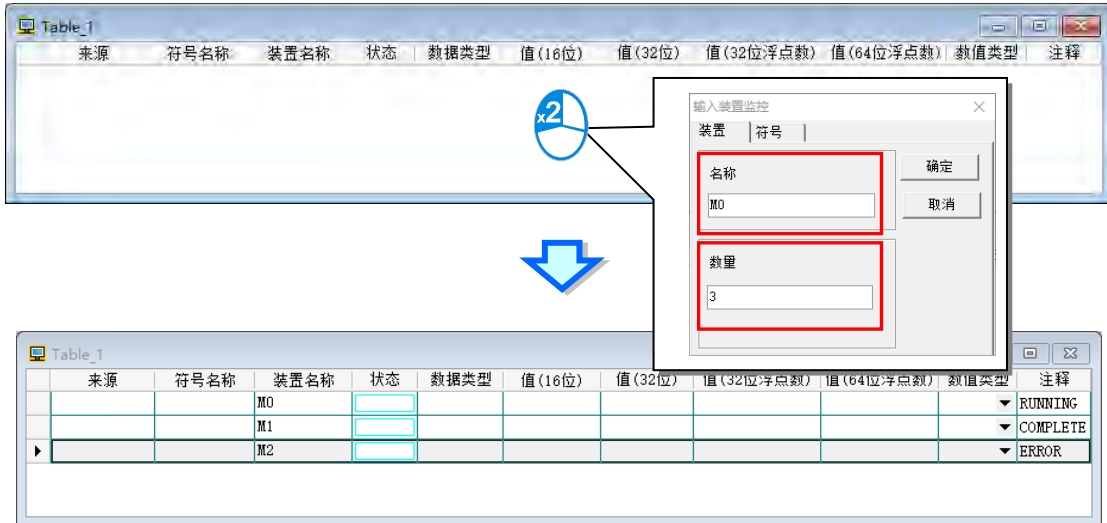 Table_1
来源 符号名称 装置名称 状态 数据类型 值(16位) 值(32位) 值(32位浮点数) 值(64位浮点数) 数值类型 注释
x2
输入装置监控
装置 符号
名称
M0
确定
取消
数量
3
Table_1
来源 符号名称 装置名称 状态 数据类型 值(16位) 值(32位) 值(32位浮点数) 值(64位浮点数) 数值类型 注释
M0 RUNNING
M1 COMPLETE
M2 ERROR